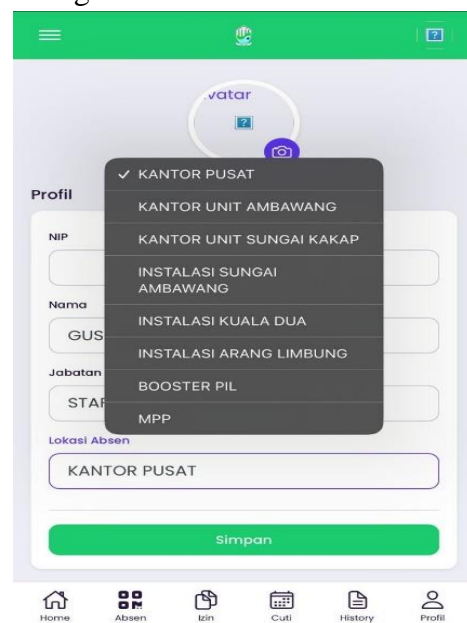 vatar
Profil
✓ KANTOR PUSAT
KANTOR UNIT AMBAWANG
KANTOR UNIT SUNGAI KAKAP
INSTALASI SUNGAI
AMBAWANG
INSTALASI KUALA DUA
INSTALASI ARANG LIMBUNG
BOOSTER PIL
MPP
NIP
Nama
GUS
Jabatan
STAF
Lokasi Absen
KANTOR PUSAT
Simpan
Home Absen Izin Cuti History Profil